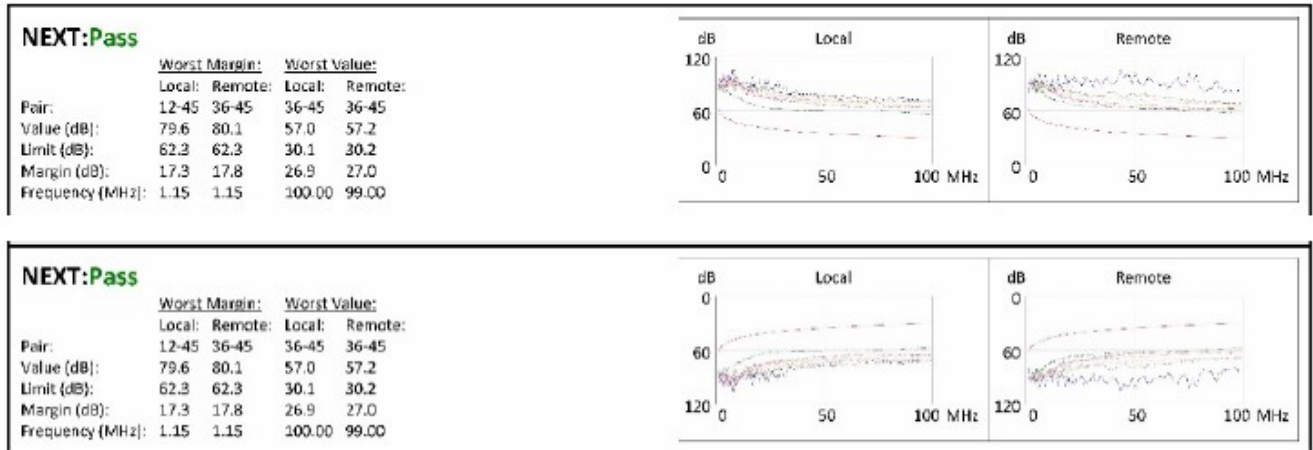 NEXT:Pass
Worst Margin: Worst Value:
Local: Remote: Local: Remote:
Pair: 12-45 36-45 36-45 36-45
Value (dB): 79.6 80.1 57.0 57.2
Limit (dB): 62.3 62.3 30.1 30.2
Margin (dB): 17.3 17.8 26.9 27.0
Frequency (MHz): 1.15 1.15 100.00 99.00
dB Local
120
60
0
0 50 100 MHz
dB Remote
120
60
0
0 50 100 MHz
NEXT:Pass
Worst Margin: Worst Value:
Local: Remote: Local: Remote:
Pair: 12-45 36-45 36-45 36-45
Value (dB): 79.6 80.1 57.0 57.2
Limit (dB): 62.3 62.3 30.1 30.2
Margin (dB): 17.3 17.8 26.9 27.0
Frequency (MHz): 1.15 1.15 100.00 99.00
dB Local
0
60
120
0 50 100 MHz
dB Remote
0
60
120
0 50 100 MHz